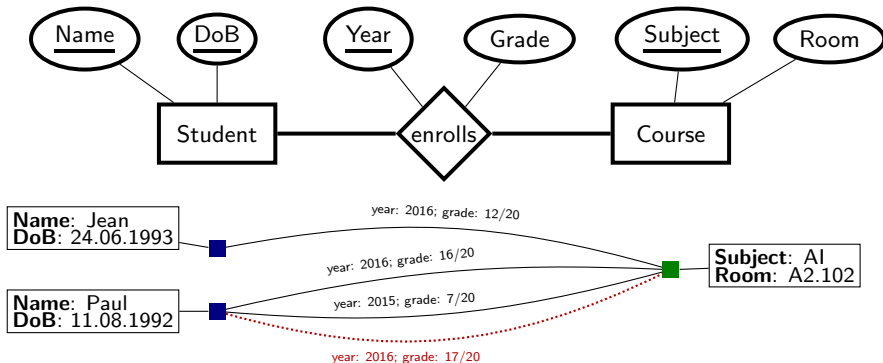 Name
DoB
Year
Grade
Subject
Room
Student
enrolls
Course
Name: Jean
DoB: 24.06.1993
year: 2016; grade: 12/20
year: 2016; grade: 16/20
Subject: AI
Room: A2.102
Name: Paul
DoB: 11.08.1992
year: 2015; grade: 7/20
year: 2016; grade: 17/20